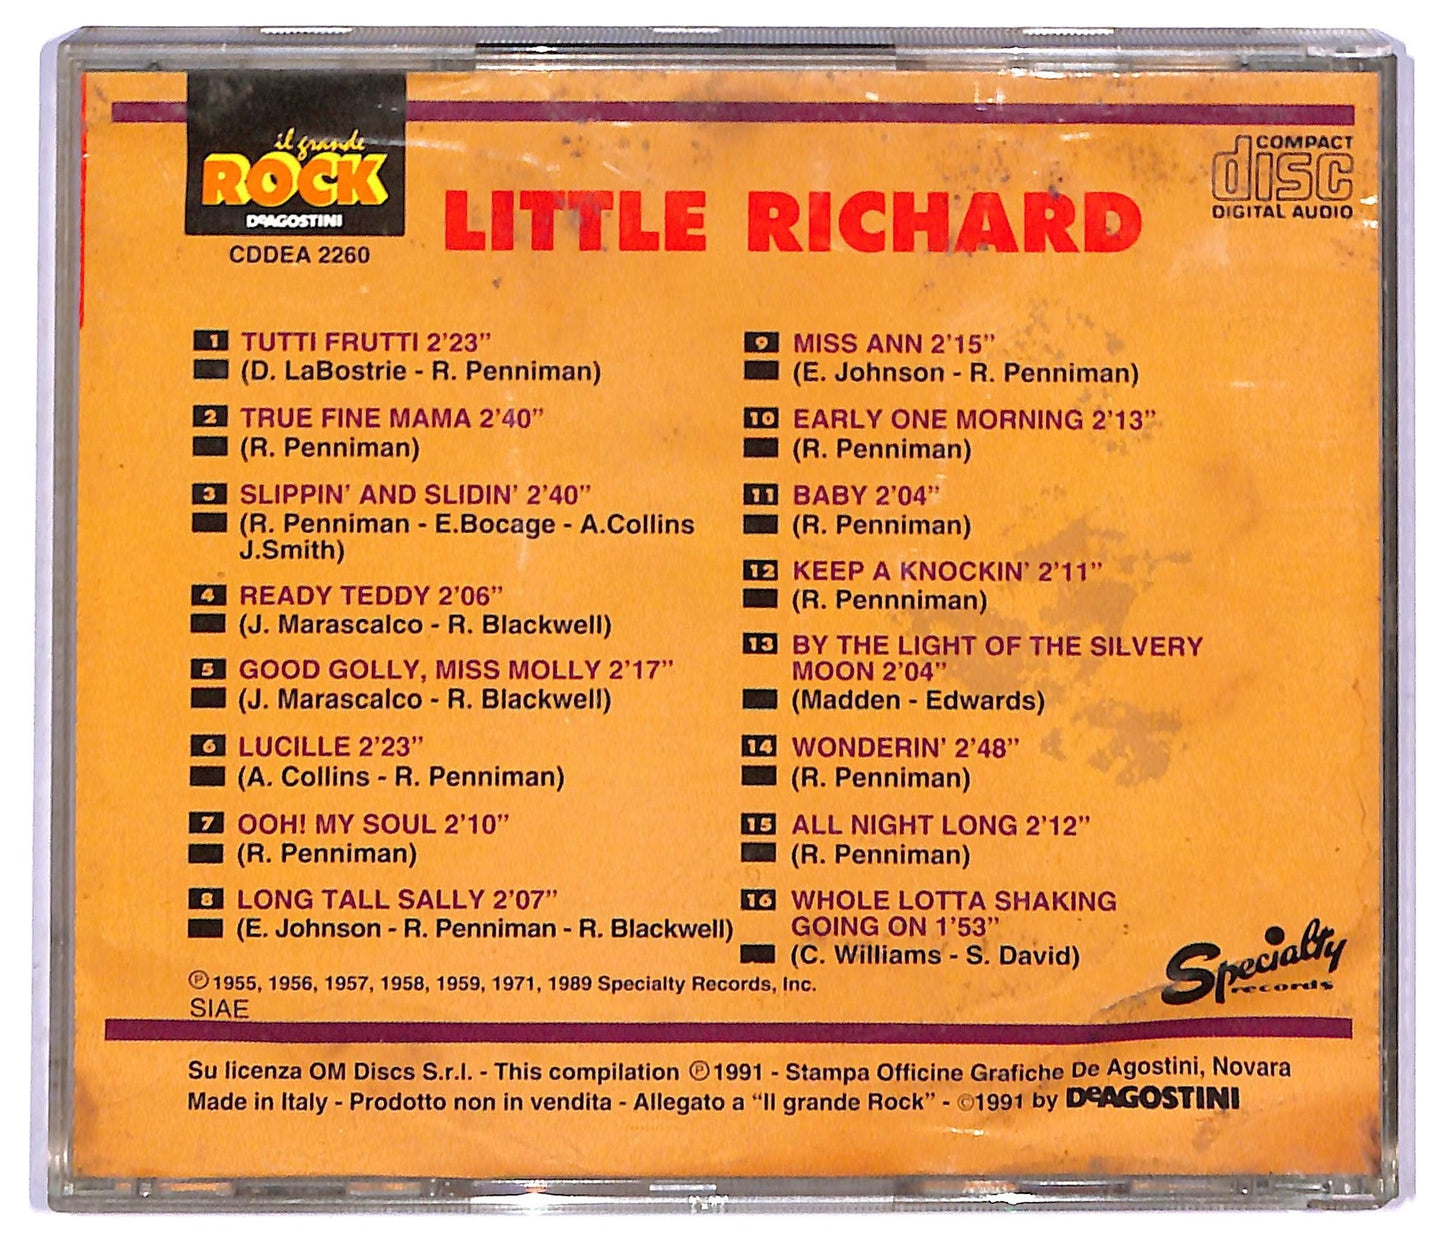 il grande
ROCK
DeAGOSTINI
CDDEA 2260
LITTLE RICHARD
COMPACT
disc
DIGITAL AUDIO
1 TUTTI FRUTTI 2'23"
(D. LaBostrie - R. Penniman)
2 TRUE FINE MAMA 2'40"
(R. Penniman)
3 SLIPPIN' AND SLIDIN' 2'40"
(R. Penniman - E.Bocage - A.Collins
J.Smith)
4 READY TEDDY 2'06"
(J. Marascalco - R. Blackwell)
5 GOOD GOLLY, MISS MOLLY 2'17"
(J. Marascalco - R. Blackwell)
6 LUCILLE 2'23"
(A. Collins - R. Penniman)
7 OOH! MY SOUL 2'10"
(R. Penniman)
8 LONG TALL SALLY 2'07"
(E. Johnson - R. Penniman - R. Blackwell)
9 MISS ANN 2'15"
(E. Johnson - R. Penniman)
10 EARLY ONE MORNING 2'13"
(R. Penniman)
11 BABY 2'04"
(R. Penniman)
12 KEEP A KNOCKIN' 2'11"
(R. Pennniman)
13 BY THE LIGHT OF THE SILVERY
MOON 2'04"
(Madden - Edwards)
14 WONDERIN' 2'48"
(R. Penniman)
15 ALL NIGHT LONG 2'12"
(R. Penniman)
16 WHOLE LOTTA SHAKING
GOING ON 1'53"
(C. Williams - S. David)
℗1955, 1956, 1957, 1958, 1959, 1971, 1989 Specialty Records, Inc.
SIAE
Specialty
records
Su licenza OM Discs S.r.l. - This compilation ℗1991 - Stampa Officine Grafiche De Agostini, Novara
Made in Italy - Prodotto non in vendita - Allegato a "Il grande Rock" - ©1991 by DeAGOSTINI